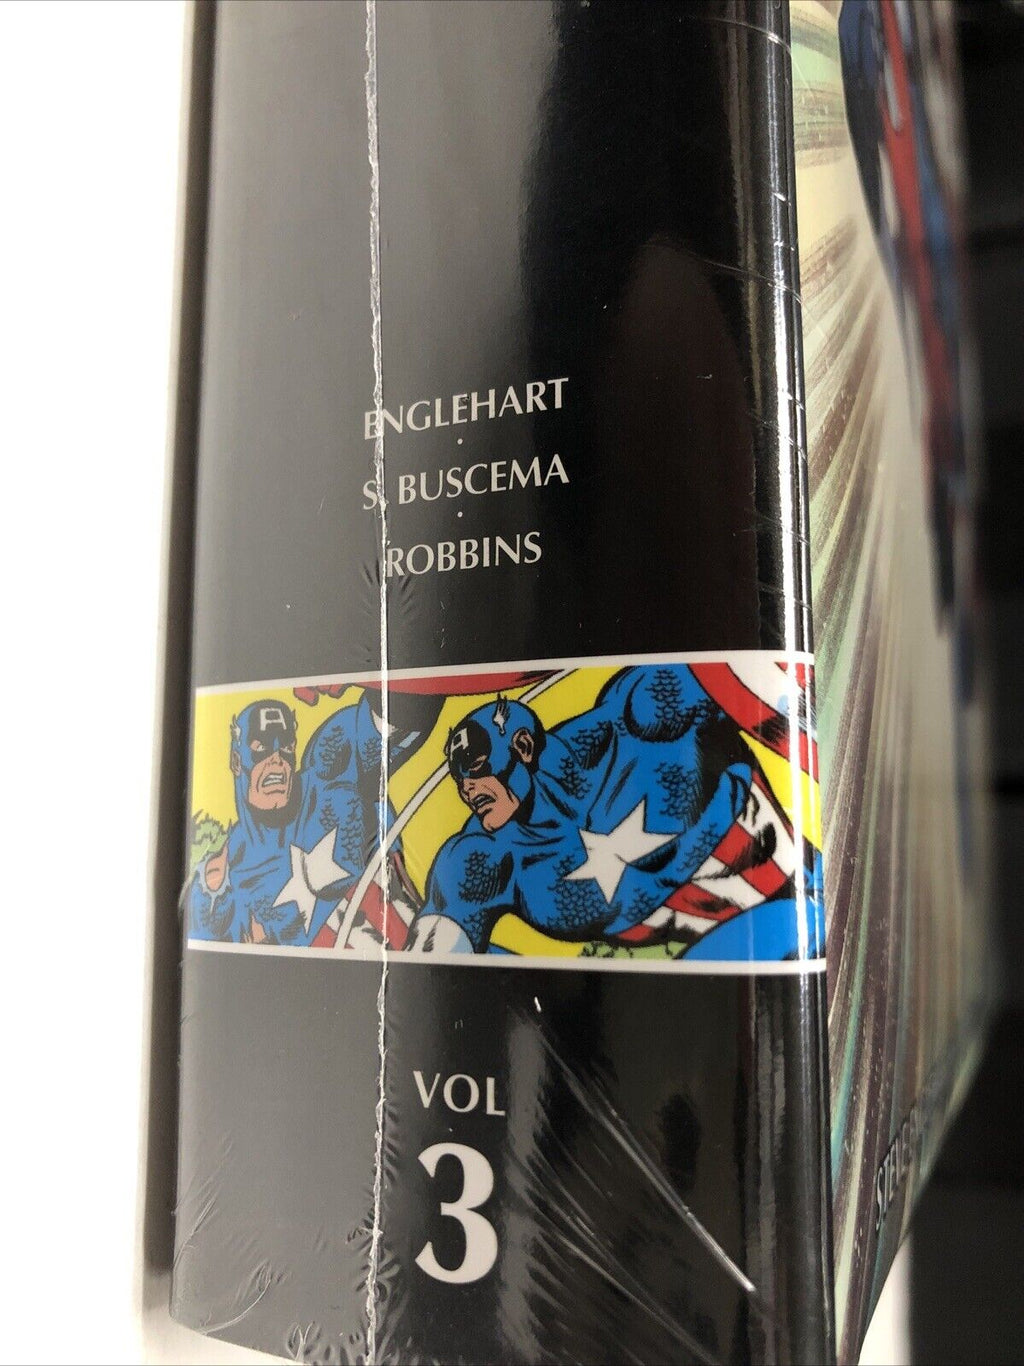 ENGLEHART
·
S. BUSCEMA
·
ROBBINS
A
A
VOL
3